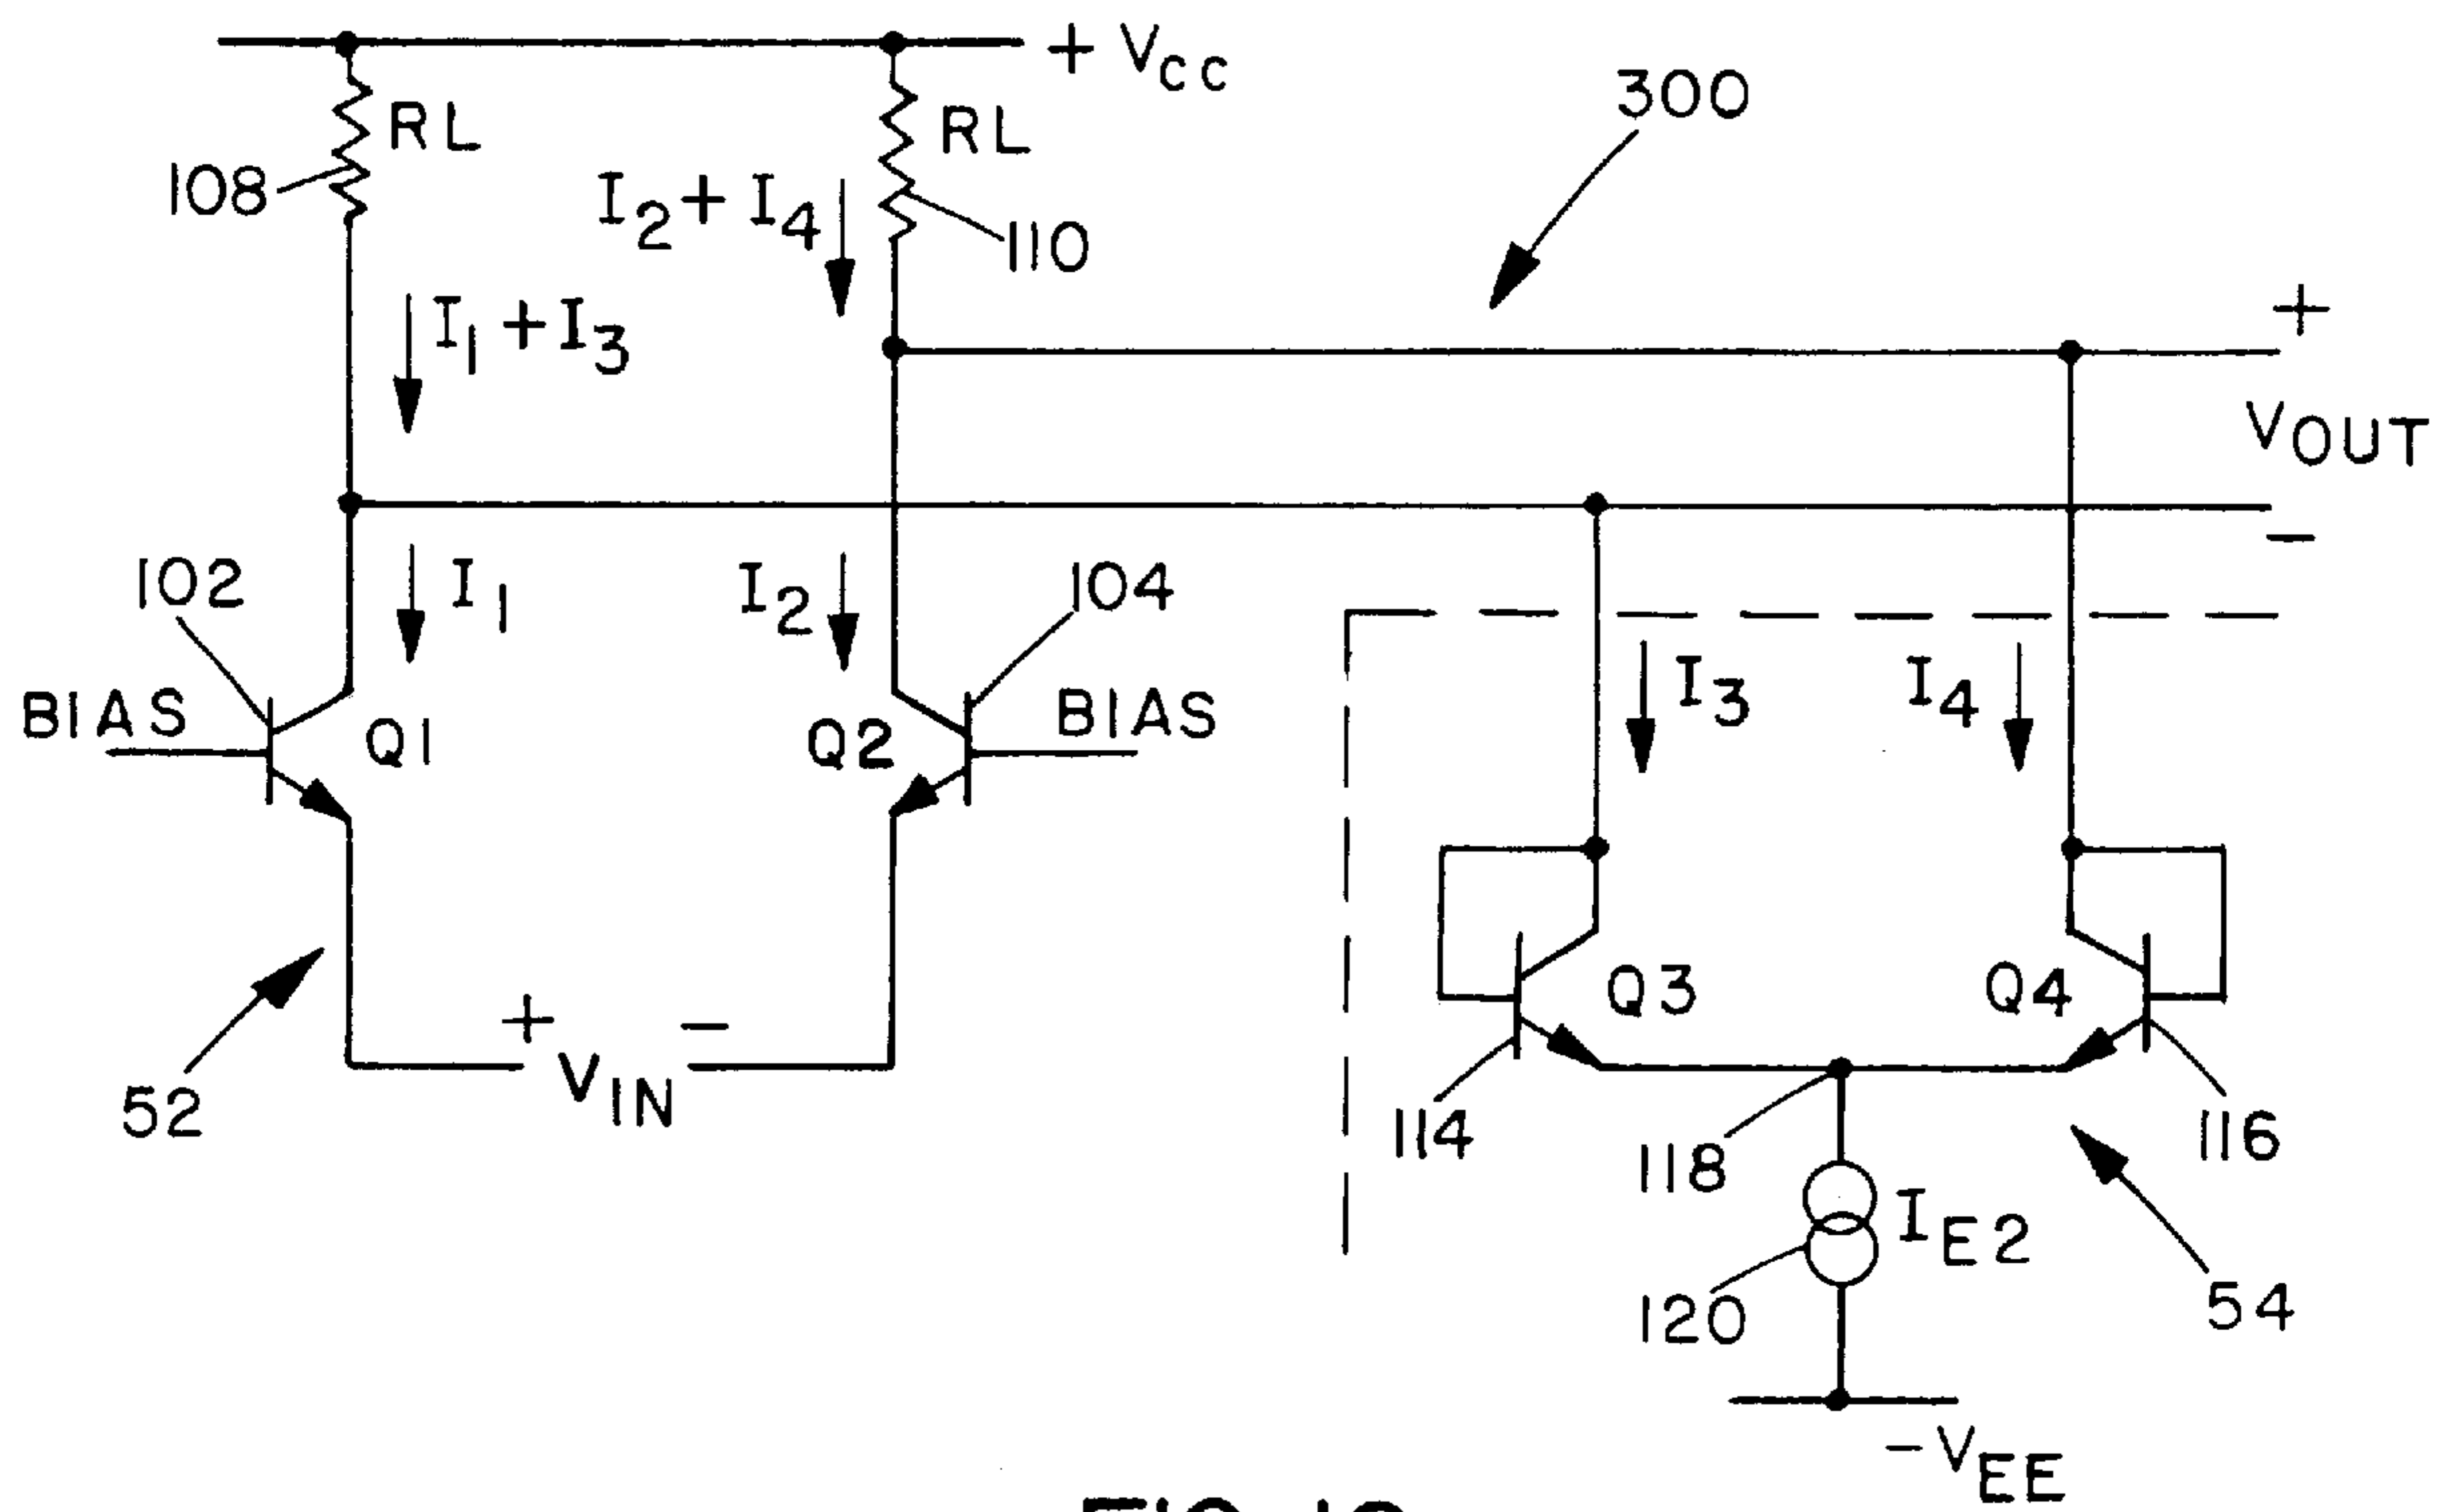 + VCC
RL
RL
300
108
I2 + I4
110
I1 + I3
+
VOUT
−
102
I1
I2
104
BIAS
Q1
Q2
BIAS
I3
I4
Q3
Q4
+
−
VIN
52
114
118
116
IE2
120
54
−VEE